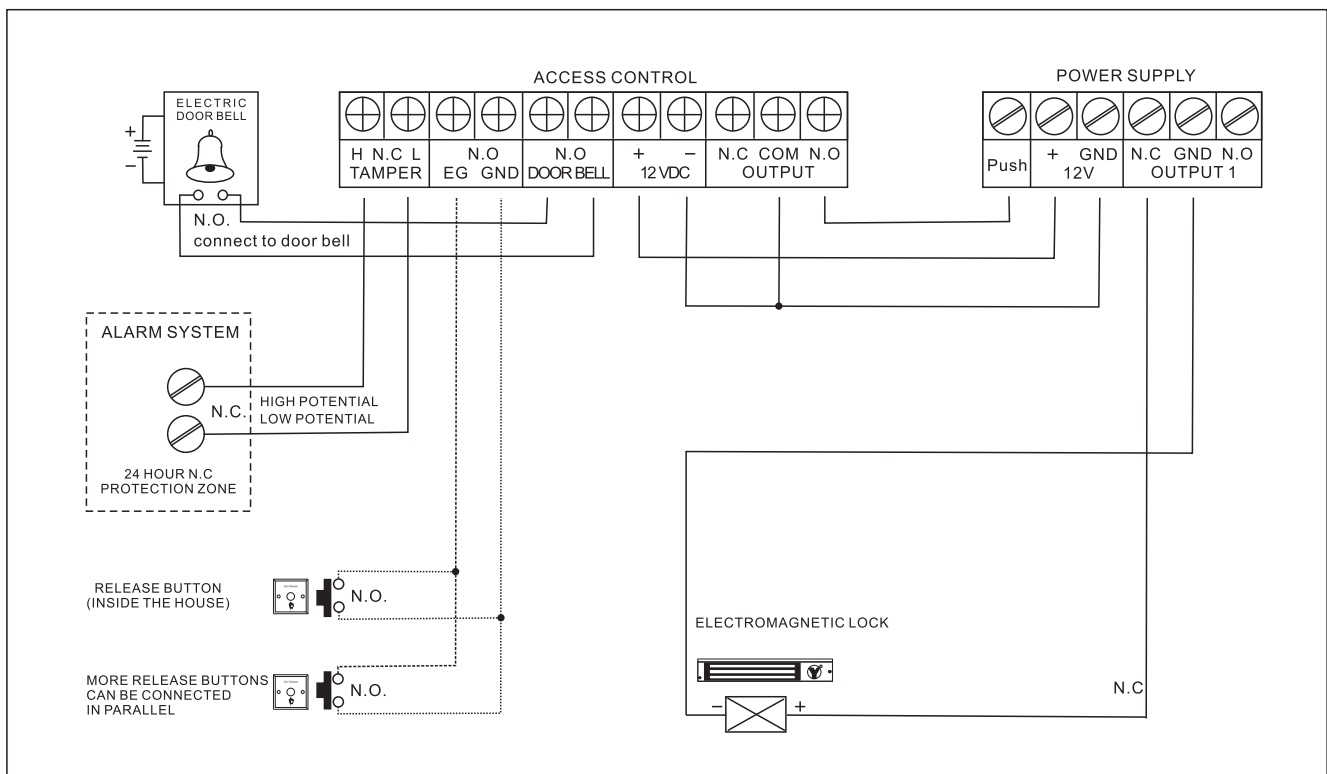 ACCESS CONTROL
POWER SUPPLY
ELECTRIC
DOOR BELL
+
−
H N.C L
TAMPER
N.O
EG GND
N.O
DOOR BELL
+ −
12 VDC
N.C COM N.O
OUTPUT
Push
+ GND
12V
N.C GND N.O
OUTPUT 1
N.O.
connect to door bell
ALARM SYSTEM
N.C.
HIGH POTENTIAL
LOW POTENTIAL
24 HOUR N.C
PROTECTION ZONE
RELEASE BUTTON
(INSIDE THE HOUSE)
N.O.
MORE RELEASE BUTTONS
CAN BE CONNECTED
IN PARALLEL
N.O.
ELECTROMAGNETIC LOCK
− +
N.C